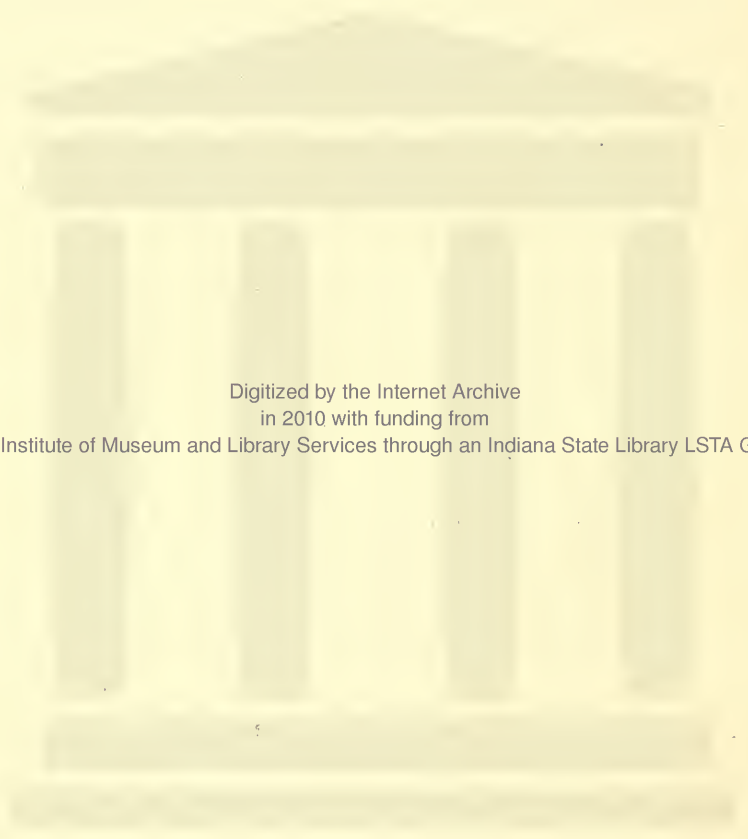 Digitized by the Internet Archive
in 2010 with funding from
Institute of Museum and Library Services through an Indiana State Library LSTA G